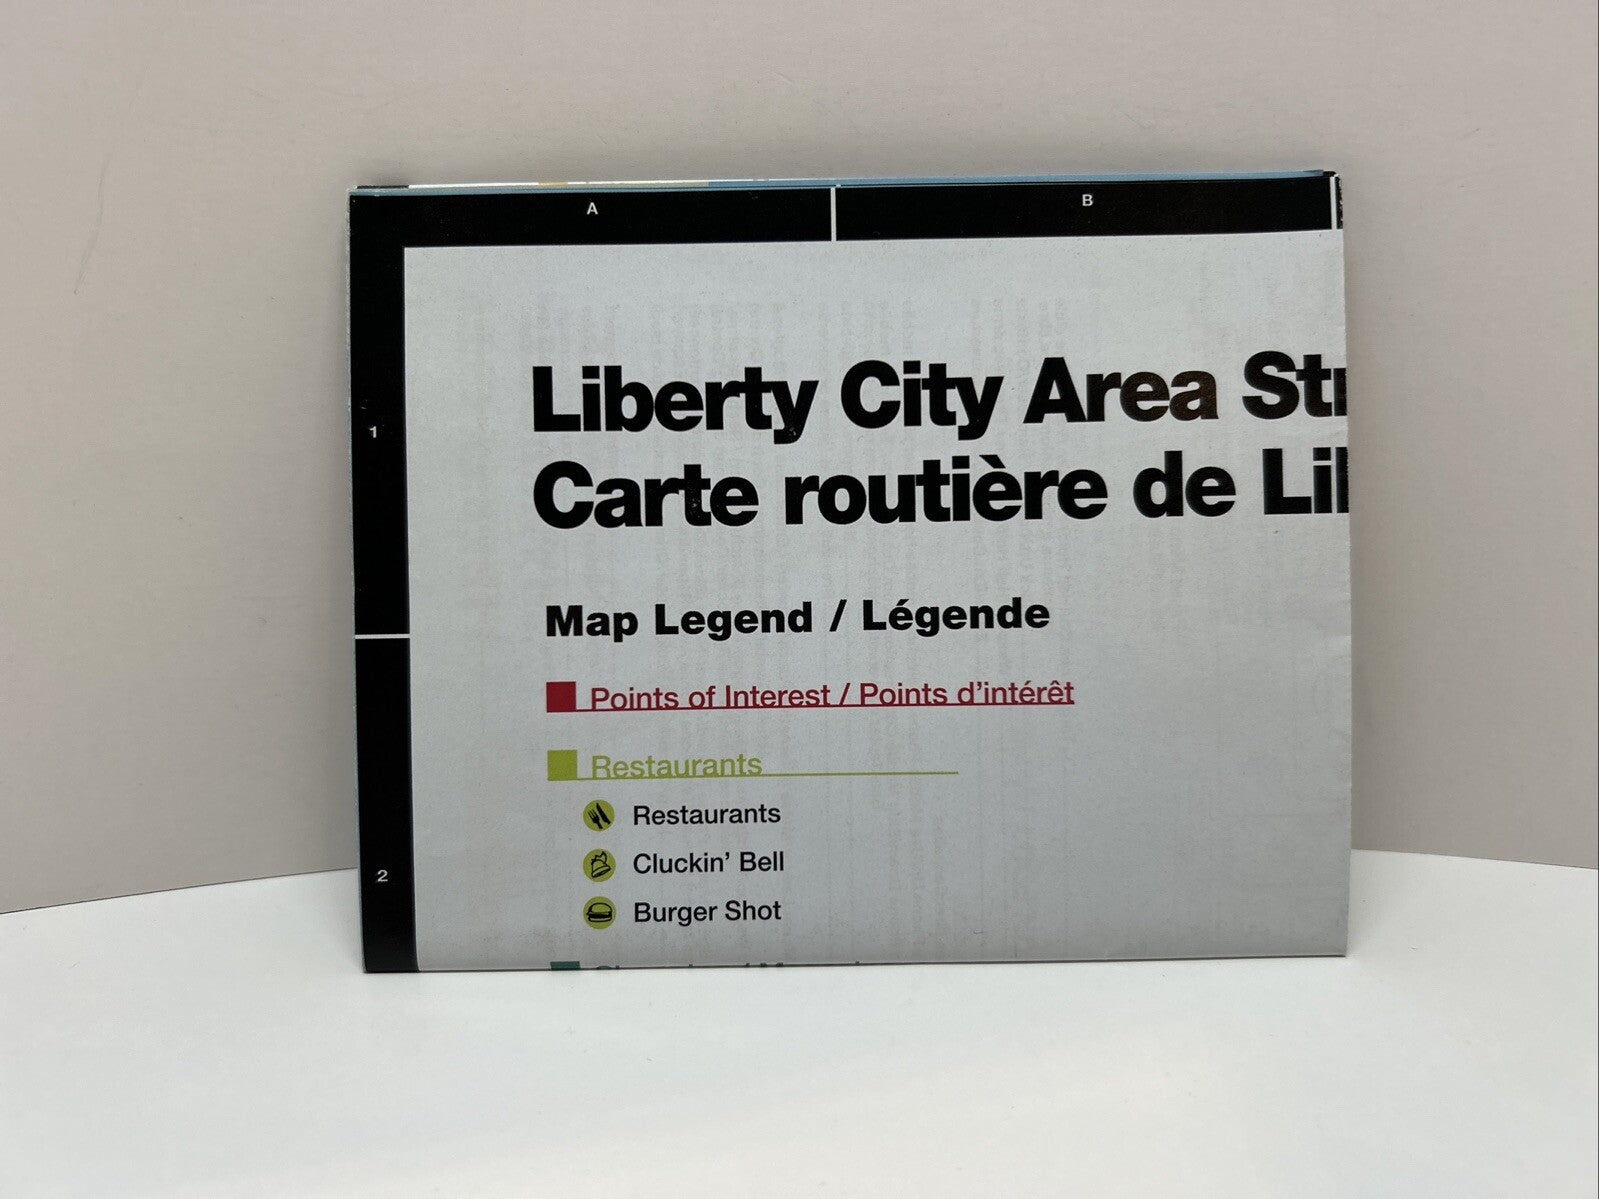 A B
1
Liberty City Area St
Carte routière de Li
Map Legend / Légende
Points of Interest / Points d'intérêt
Restaurants
Restaurants
Cluckin' Bell
2
Burger Shot